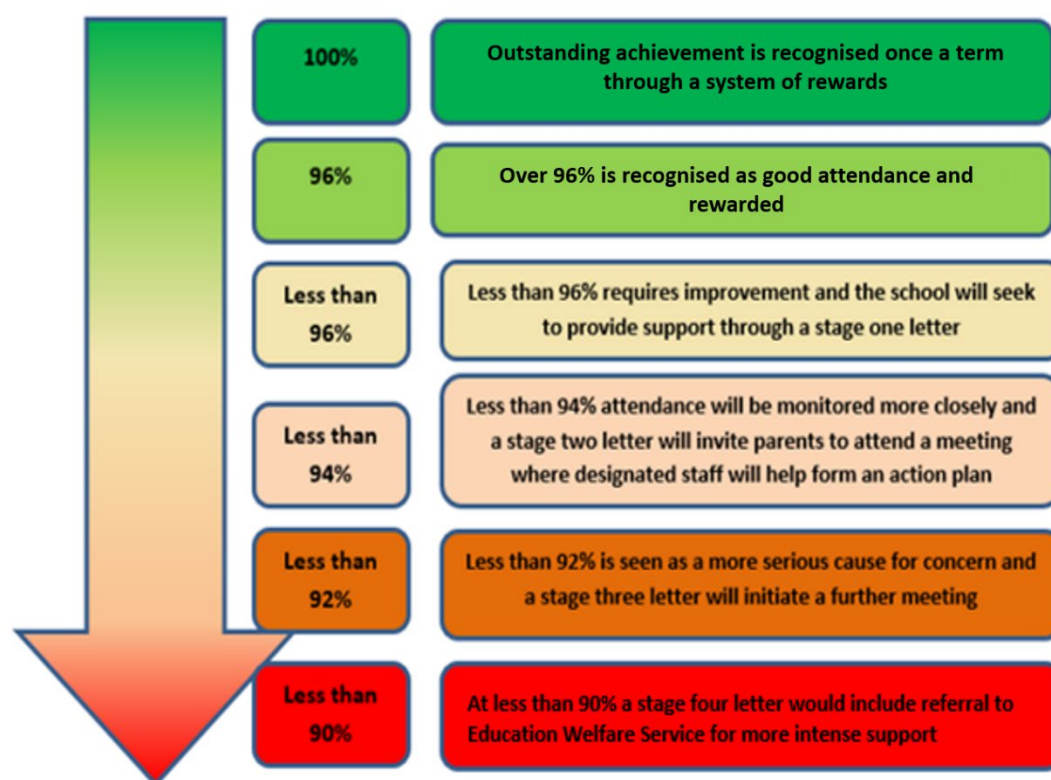 100%
Outstanding achievement is recognised once a term
through a system of rewards
96%
Over 96% is recognised as good attendance and
rewarded
Less than
96%
Less than 96% requires improvement and the school will seek
to provide support through a stage one letter
Less than
94%
Less than 94% attendance will be monitored more closely and
a stage two letter will invite parents to attend a meeting
where designated staff will help form an action plan
Less than
92%
Less than 92% is seen as a more serious cause for concern and
a stage three letter will initiate a further meeting
Less than
90%
At less than 90% a stage four letter would include referral to
Education Welfare Service for more intense support